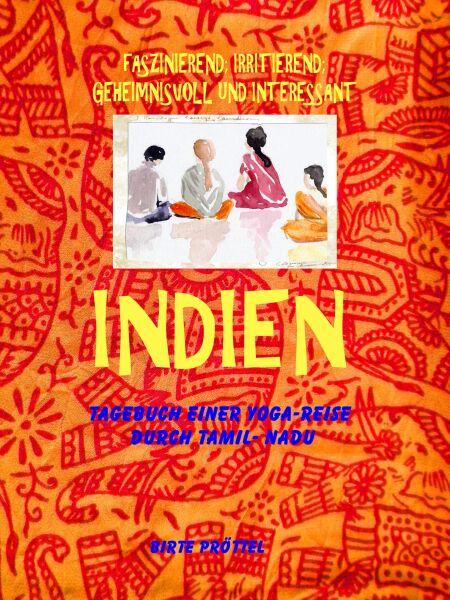 FASZINIEREND; IRRITIEREND;
GEHEIMNISVOLL UND INTERESSANT
INDIEN
TAGEBUCH EINER YOGA-REISE
DURCH TAMIL- NADU
BIRTE PRÖTTEL